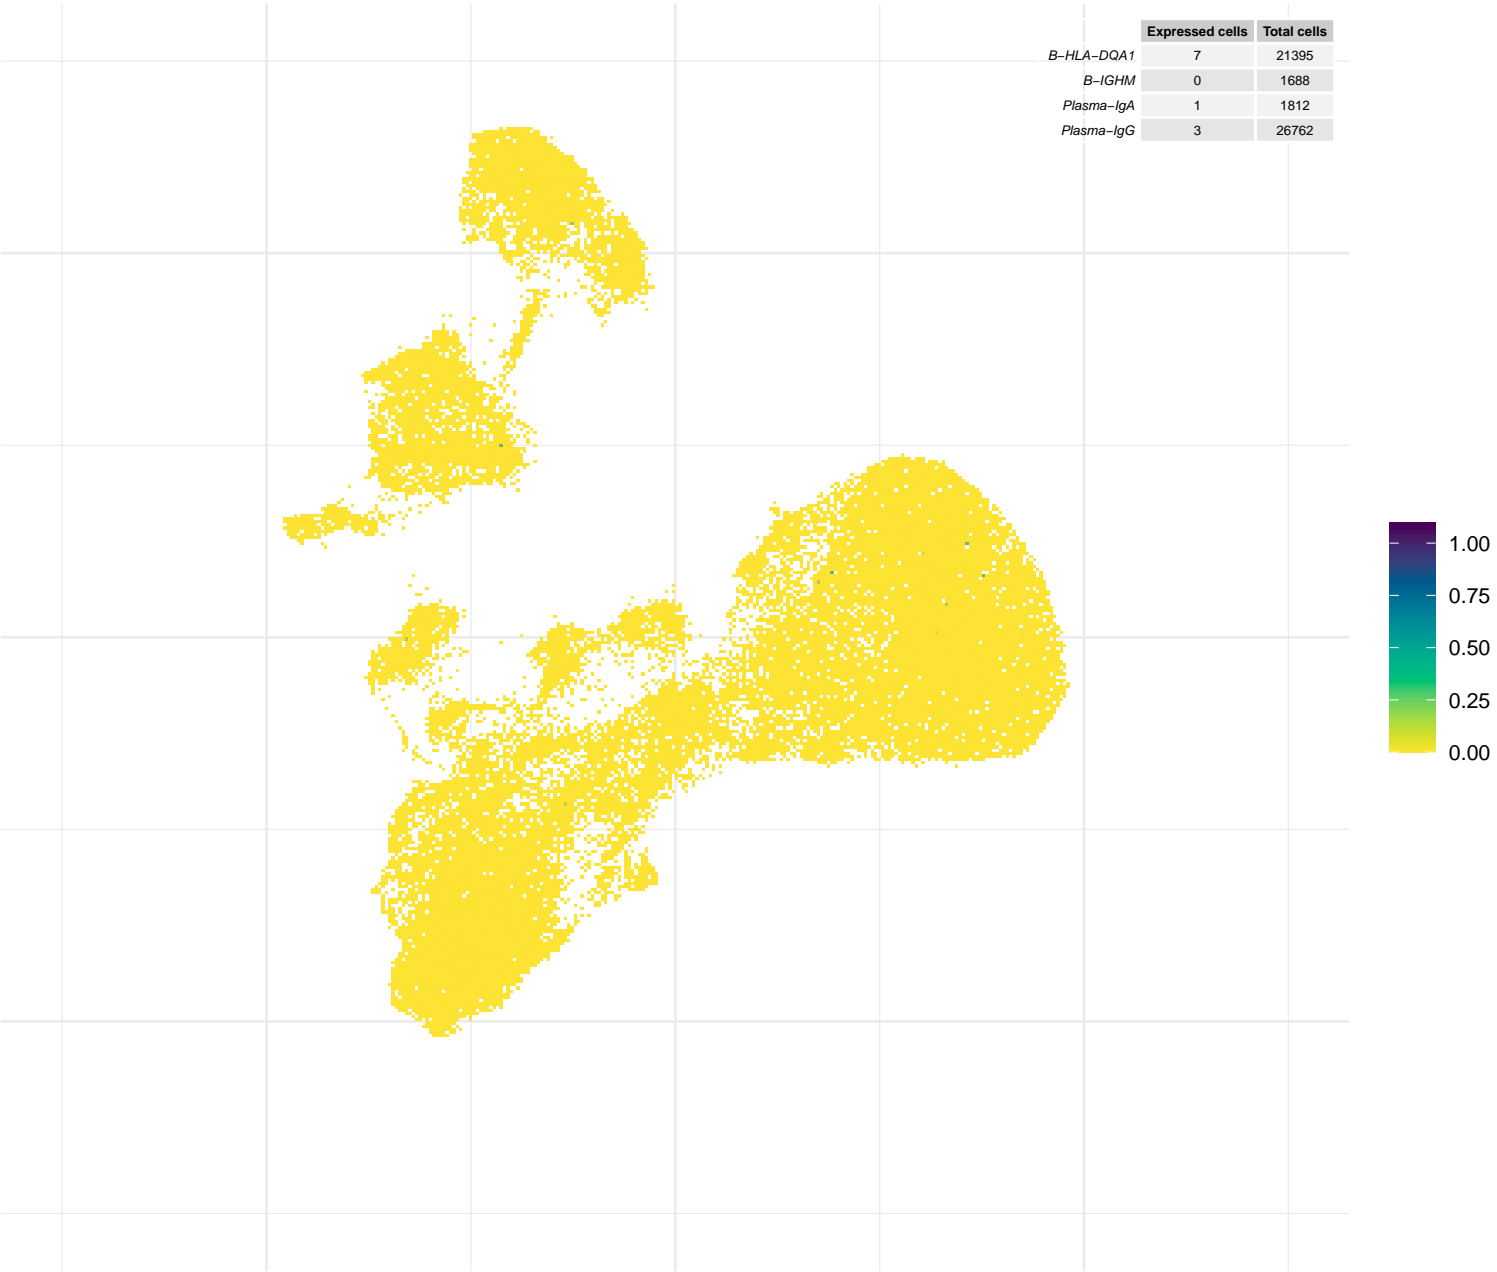 Expressed cells Total cells
B−HLA−DQA1 7 21395
B−IGHM 0 1688
Plasma−IgA 1 1812
Plasma−IgG 3 26762
1.00
0.75
0.50
0.25
0.00